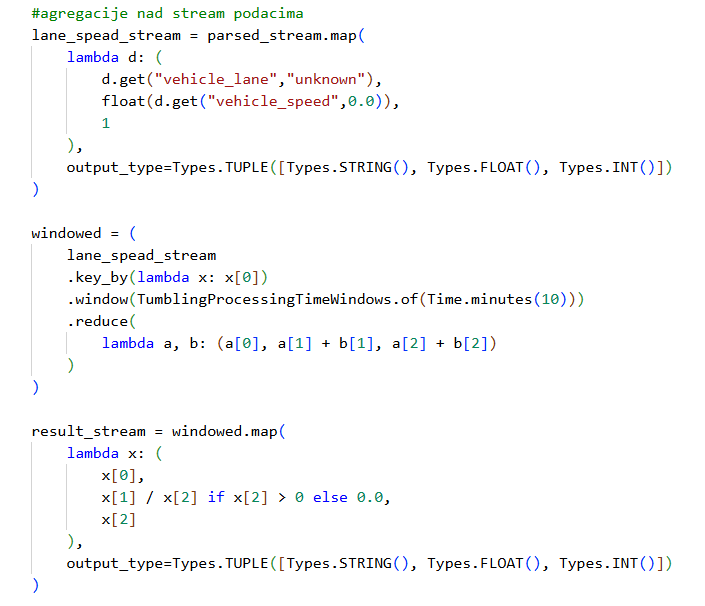 #agregacije nad stream podacima
lane_spead_stream = parsed_stream.map(
    lambda d: (
        d.get("vehicle_lane","unknown"),
        float(d.get("vehicle_speed",0.0)),
        1
    ),
    output_type=Types.TUPLE([Types.STRING(), Types.FLOAT(), Types.INT()])
)

windowed = (
    lane_spead_stream
    .key_by(lambda x: x[0])
    .window(TumblingProcessingTimeWindows.of(Time.minutes(10)))
    .reduce(
        lambda a, b: (a[0], a[1] + b[1], a[2] + b[2])
    )
)

result_stream = windowed.map(
    lambda x: (
        x[0],
        x[1] / x[2] if x[2] > 0 else 0.0,
        x[2]
    ),
    output_type=Types.TUPLE([Types.STRING(), Types.FLOAT(), Types.INT()])
)